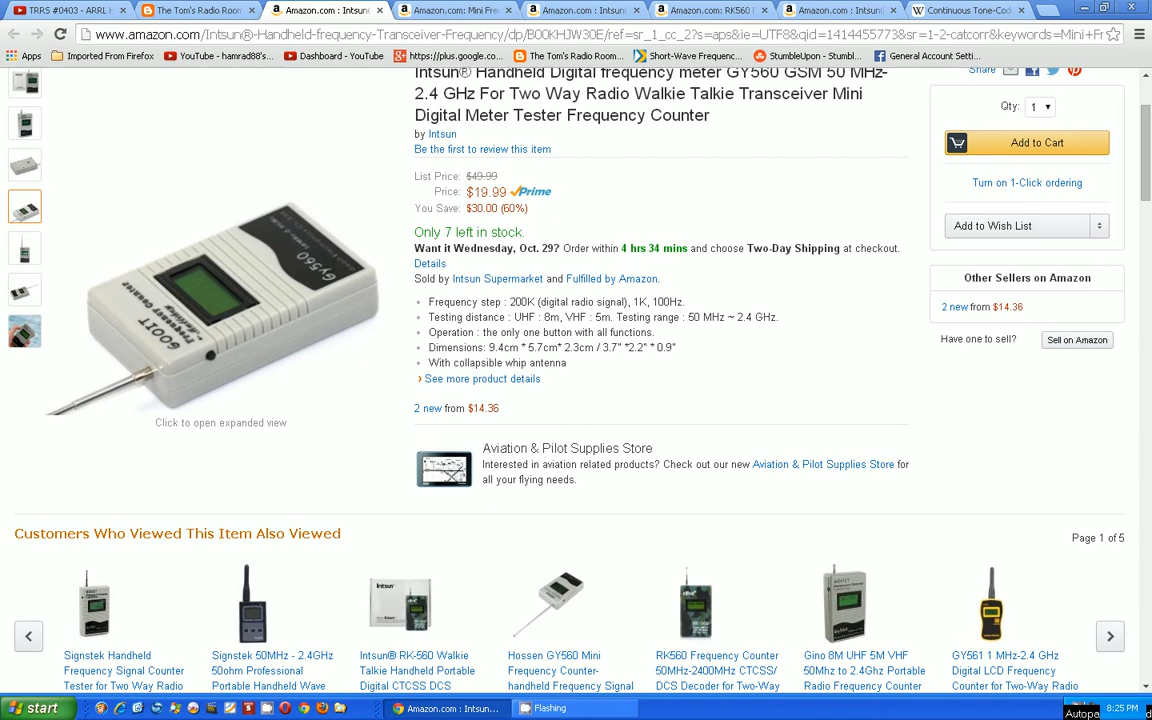 TRRS #0403 - ARRL H
The Tom's Radio Room
Amazon.com : Intsun
Amazon.com: Mini Fre
Amazon.com : Intsun
Amazon.com: RK560 F
Amazon.com : Intsun
Continuous Tone-Cod
www.amazon.com/Intsun®-Handheld-frequency-Transceiver-Frequency/dp/B00KHJW30E/ref=sr_1_cc_2?s=aps&ie=UTF8&qid=1414455773&sr=1-2-catcorr&keywords=Mini+Fr
Apps
Imported From Firefox
YouTube - hamrad88's...
Dashboard - YouTube
https://plus.google.co...
The Tom's Radio Room...
Short-Wave Frequenc...
StumbleUpon - Stumbl...
General Account Setti...
Intsun® Handheld Digital frequency meter GY560 GSM 50 MHz-
2.4 GHz For Two Way Radio Walkie Talkie Transceiver Mini
Digital Meter Tester Frequency Counter
by Intsun
Be the first to review this item
List Price: $49.99
Price: $19.99 Prime
You Save: $30.00 (60%)
Only 7 left in stock.
Want it Wednesday, Oct. 29? Order within 4 hrs 34 mins and choose Two-Day Shipping at checkout.
Details
Sold by Intsun Supermarket and Fulfilled by Amazon.
Frequency step : 200K (digital radio signal), 1K, 100Hz.
Testing distance : UHF : 8m, VHF : 5m. Testing range : 50 MHz ~ 2.4 GHz.
Operation : the only one button with all functions.
Dimensions: 9.4cm * 5.7cm* 2.3cm / 3.7" *2.2" * 0.9"
With collapsible whip antenna
› See more product details
2 new from $14.36
Share
Qty: 1
Add to Cart
Turn on 1-Click ordering
Add to Wish List
Other Sellers on Amazon
2 new from $14.36
Have one to sell?
Sell on Amazon
Gy560
GOOIT
Frequency Counter
Click to open expanded view
Aviation & Pilot Supplies Store
Interested in aviation related products? Check out our new Aviation & Pilot Supplies Store for
all your flying needs.
Customers Who Viewed This Item Also Viewed
Page 1 of 5
Intsun
Signstek Handheld
Frequency Signal Counter
Tester for Two Way Radio
Signstek 50MHz - 2.4GHz
50ohm Professional
Portable Handheld Wave
Intsun® RK-560 Walkie
Talkie Handheld Portable
Digital CTCSS DCS
Hossen GY560 Mini
Frequency Counter-
handheld Frequency Signal
RK560 Frequency Counter
50MHz-2400MHz CTCSS/
DCS Decoder for Two-Way
Gino 8M UHF 5M VHF
50Mhz to 2.4Ghz Portable
Radio Frequency Counter
GY561 1 MHz-2.4 GHz
Digital LCD Frequency
Counter for Two-Way Radio
start
Amazon.com : Intsun...
Flashing
8:25 PM
Autopa